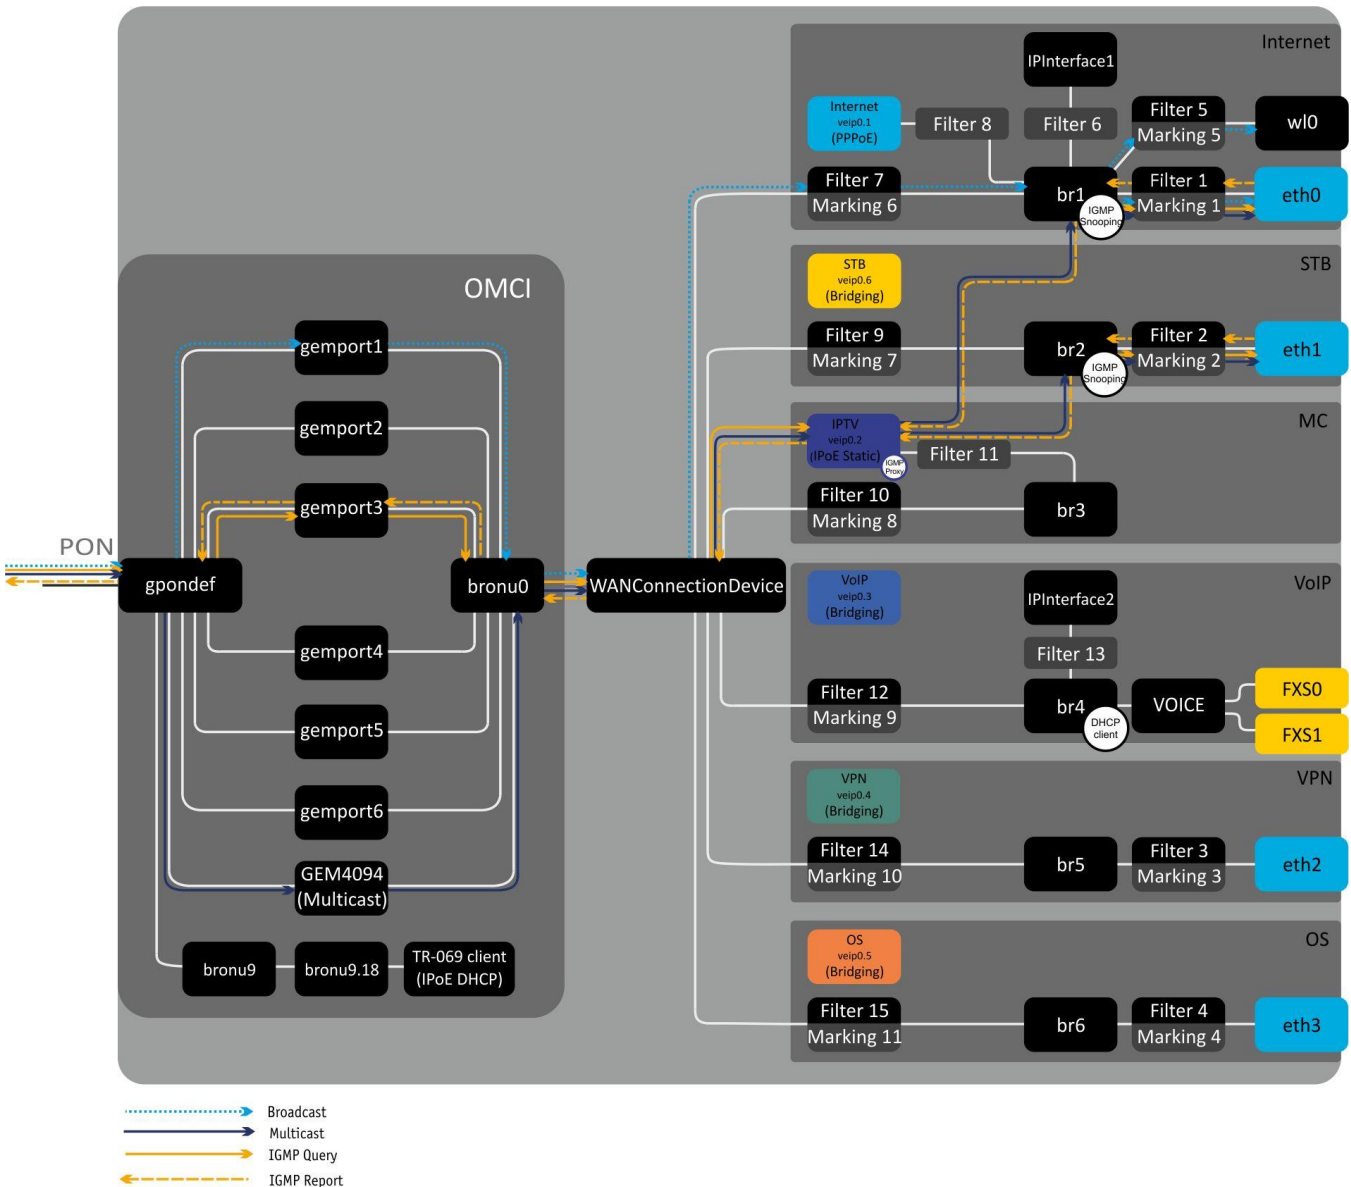 Internet
IPInterface1
Internet
veip0.1
(PPPoE)
Filter 8
Filter 6
Filter 5
Marking 5
wl0
Filter 7
Marking 6
br1
IGMP
Snooping
Filter 1
Marking 1
eth0
STB
STB
veip0.6
(Bridging)
Filter 9
Marking 7
br2
IGMP
Snooping
Filter 2
Marking 2
eth1
MC
IPTV
veip0.2
(IPoE Static)
IGMP
Proxy
Filter 11
Filter 10
Marking 8
br3
OMCI
gemport1
gemport2
gemport3
PON
gpondef
bronu0
WANConnectionDevice
gemport4
gemport5
gemport6
GEM4094
(Multicast)
bronu9
bronu9.18
TR-069 client
(IPoE DHCP)
VoIP
VoIP
veip0.3
(Bridging)
IPInterface2
Filter 13
Filter 12
Marking 9
br4
DHCP
client
VOICE
FXS0
FXS1
VPN
VPN
veip0.4
(Bridging)
Filter 14
Marking 10
br5
Filter 3
Marking 3
eth2
OS
OS
veip0.5
(Bridging)
Filter 15
Marking 11
br6
Filter 4
Marking 4
eth3
Broadcast
Multicast
IGMP Query
IGMP Report